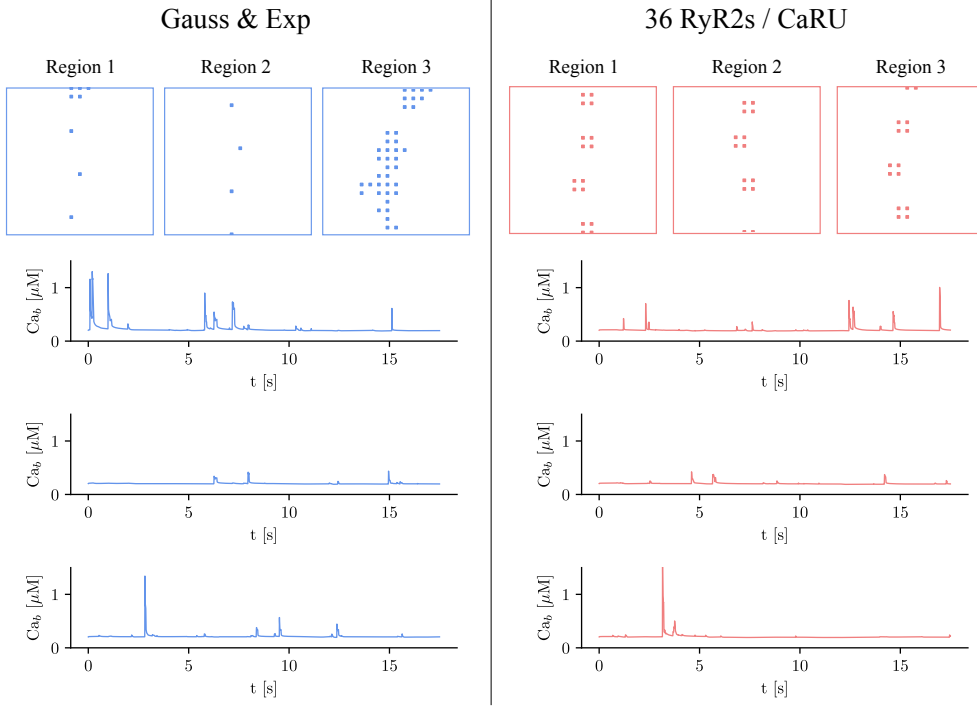 Gauss & Exp
36 RyR2s / CaRU
Region 1
Region 2
Region 3
Region 1
Region 2
Region 3
Ca_b [μM]
1
0
0
5
10
15
t [s]
Ca_b [μM]
1
0
0
5
10
15
t [s]
Ca_b [μM]
1
0
0
5
10
15
t [s]
Ca_b [μM]
1
0
0
5
10
15
t [s]
Ca_b [μM]
1
0
0
5
10
15
t [s]
Ca_b [μM]
1
0
0
5
10
15
t [s]